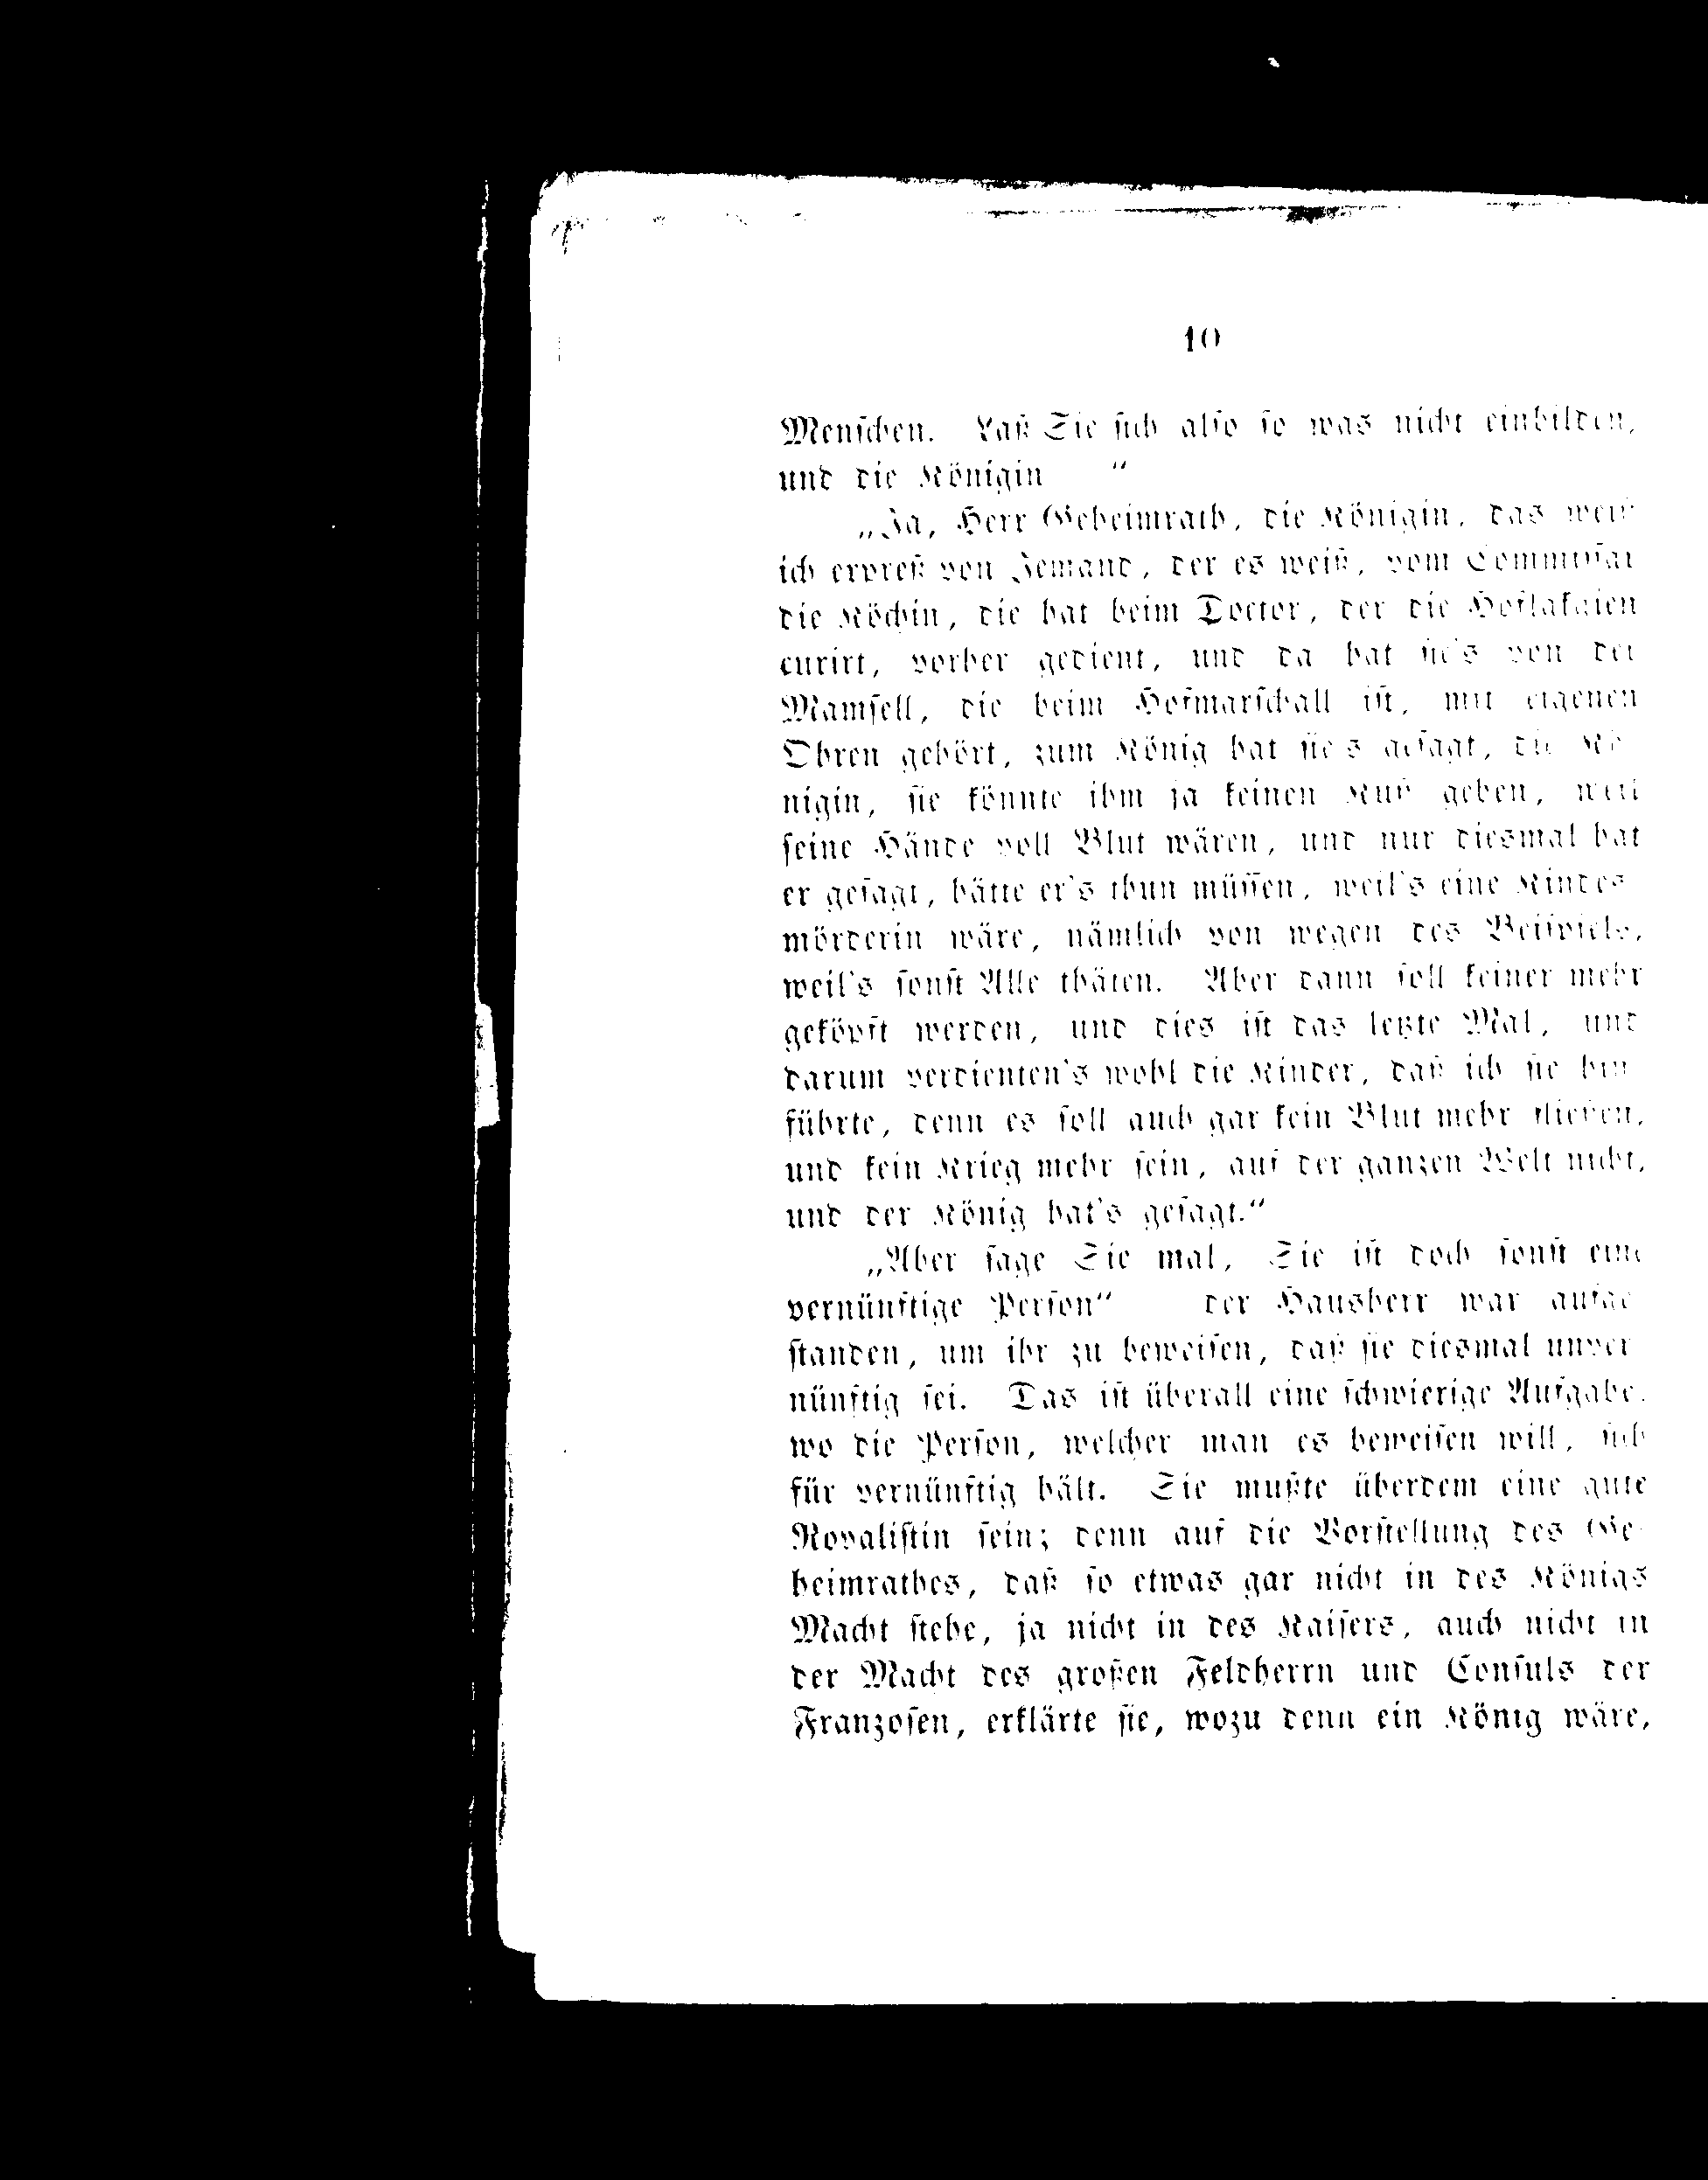 10
Menschen. Laß Sie sich also so was nicht einbilden,
und die Königin “
„Ja, Herr Geheimrath, die Königin, das weiß
ich expreß von Jemand, der es weiß, vom Commissar
die Köchin, die hat beim Doctor, der die Hoflakaien
curirt, vorher gedient, und da hat sie's von der
Mamsell, die beim Hofmarschall ist, mit eigenen
Ohren gehört, zum König hat sie's gesagt, die Kö
nigin, sie könnte ihm ja keinen Kuß geben, weil
seine Hände voll Blut wären, und nur diesmal hat
er gesagt, hätte er's thun müssen, weil's eine Kindes
mörderin wäre, nämlich von wegen des Beispiels,
weil's sonst Alle thäten. Aber dann soll keiner mehr
geköpft werden, und dies ist das letzte Mal, und
darum verdienten's wohl die Kinder, daß ich sie hin
führte, denn es soll auch gar kein Blut mehr fließen,
und kein Krieg mehr sein, auf der ganzen Welt nicht,
und der König hat's gesagt.“
„Aber sage Sie mal, Sie ist doch sonst eine
vernünftige Person“ der Hausherr war aufge
standen, um ihr zu beweisen, daß sie diesmal unver
nünftig sei. Das ist überall eine schwierige Aufgabe,
wo die Person, welcher man es beweisen will, sich
für vernünftig hält. Sie mußte überdem eine gute
Royalistin sein; denn auf die Vorstellung des Ge-
heimrathes, daß so etwas gar nicht in des Königs
Macht stehe, ja nicht in des Kaisers, auch nicht in
der Macht des großen Feldherrn und Consuls der
Franzosen, erklärte sie, wozu denn ein König wäre,